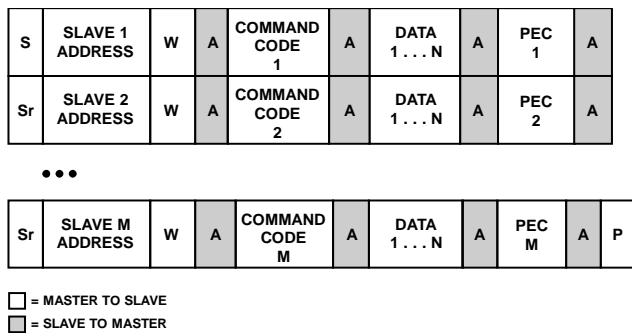 S SLAVE 1 ADDRESS W A COMMAND CODE 1 A DATA 1 . . . N A PEC 1 A
Sr SLAVE 2 ADDRESS W A COMMAND CODE 2 A DATA 1 . . . N A PEC 2 A
•••
Sr SLAVE M ADDRESS W A COMMAND CODE M A DATA 1 . . . N A PEC M A P
= MASTER TO SLAVE
= SLAVE TO MASTER